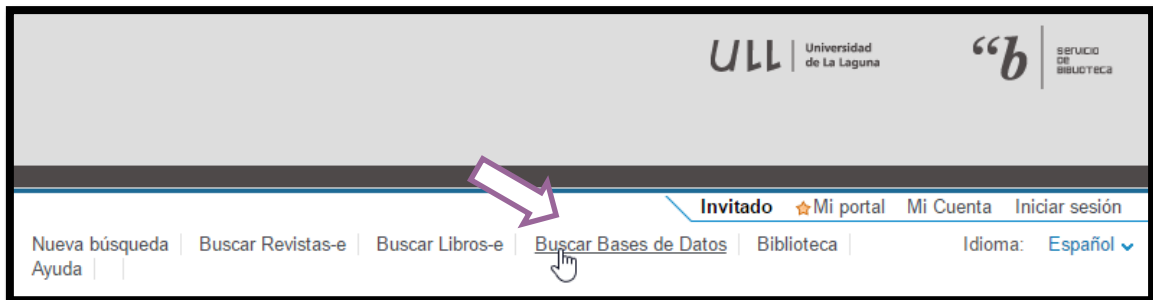 ULL
Universidad
de La Laguna
“b
SERVICIO
DE
BIBLIOTECA
Invitado Mi portal Mi Cuenta Iniciar sesión
Nueva búsqueda Buscar Revistas-e Buscar Libros-e Buscar Bases de Datos Biblioteca Idioma: Español
Ayuda